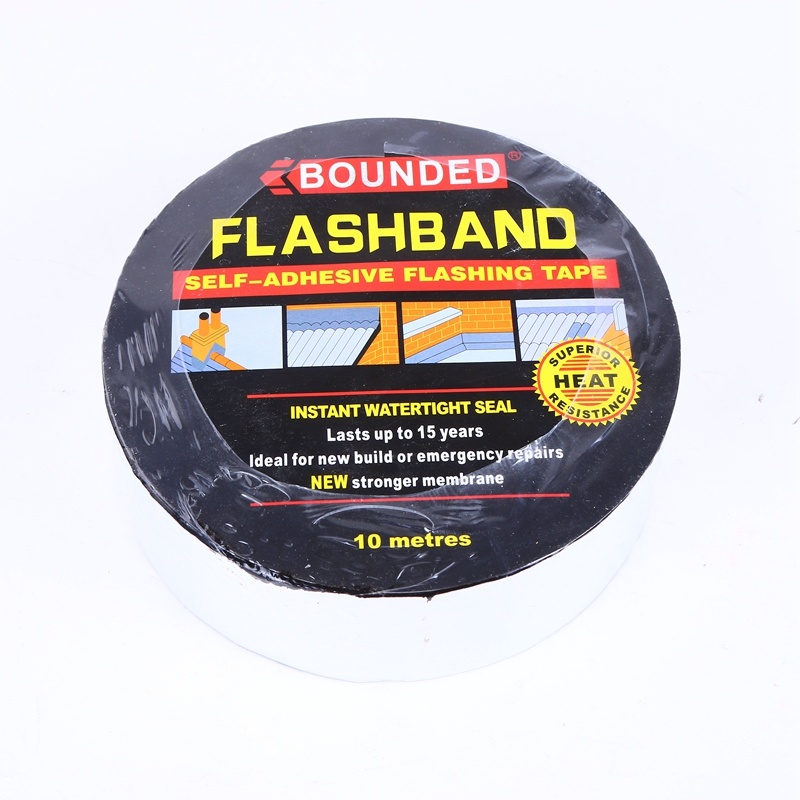 BOUNDED®
FLASHBAND
SELF-ADHESIVE FLASHING TAPE
SUPERIOR
HEAT
RESISTANCE
INSTANT WATERTIGHT SEAL
Lasts up to 15 years
Ideal for new build or emergency repairs
NEW stronger membrane
10 metres